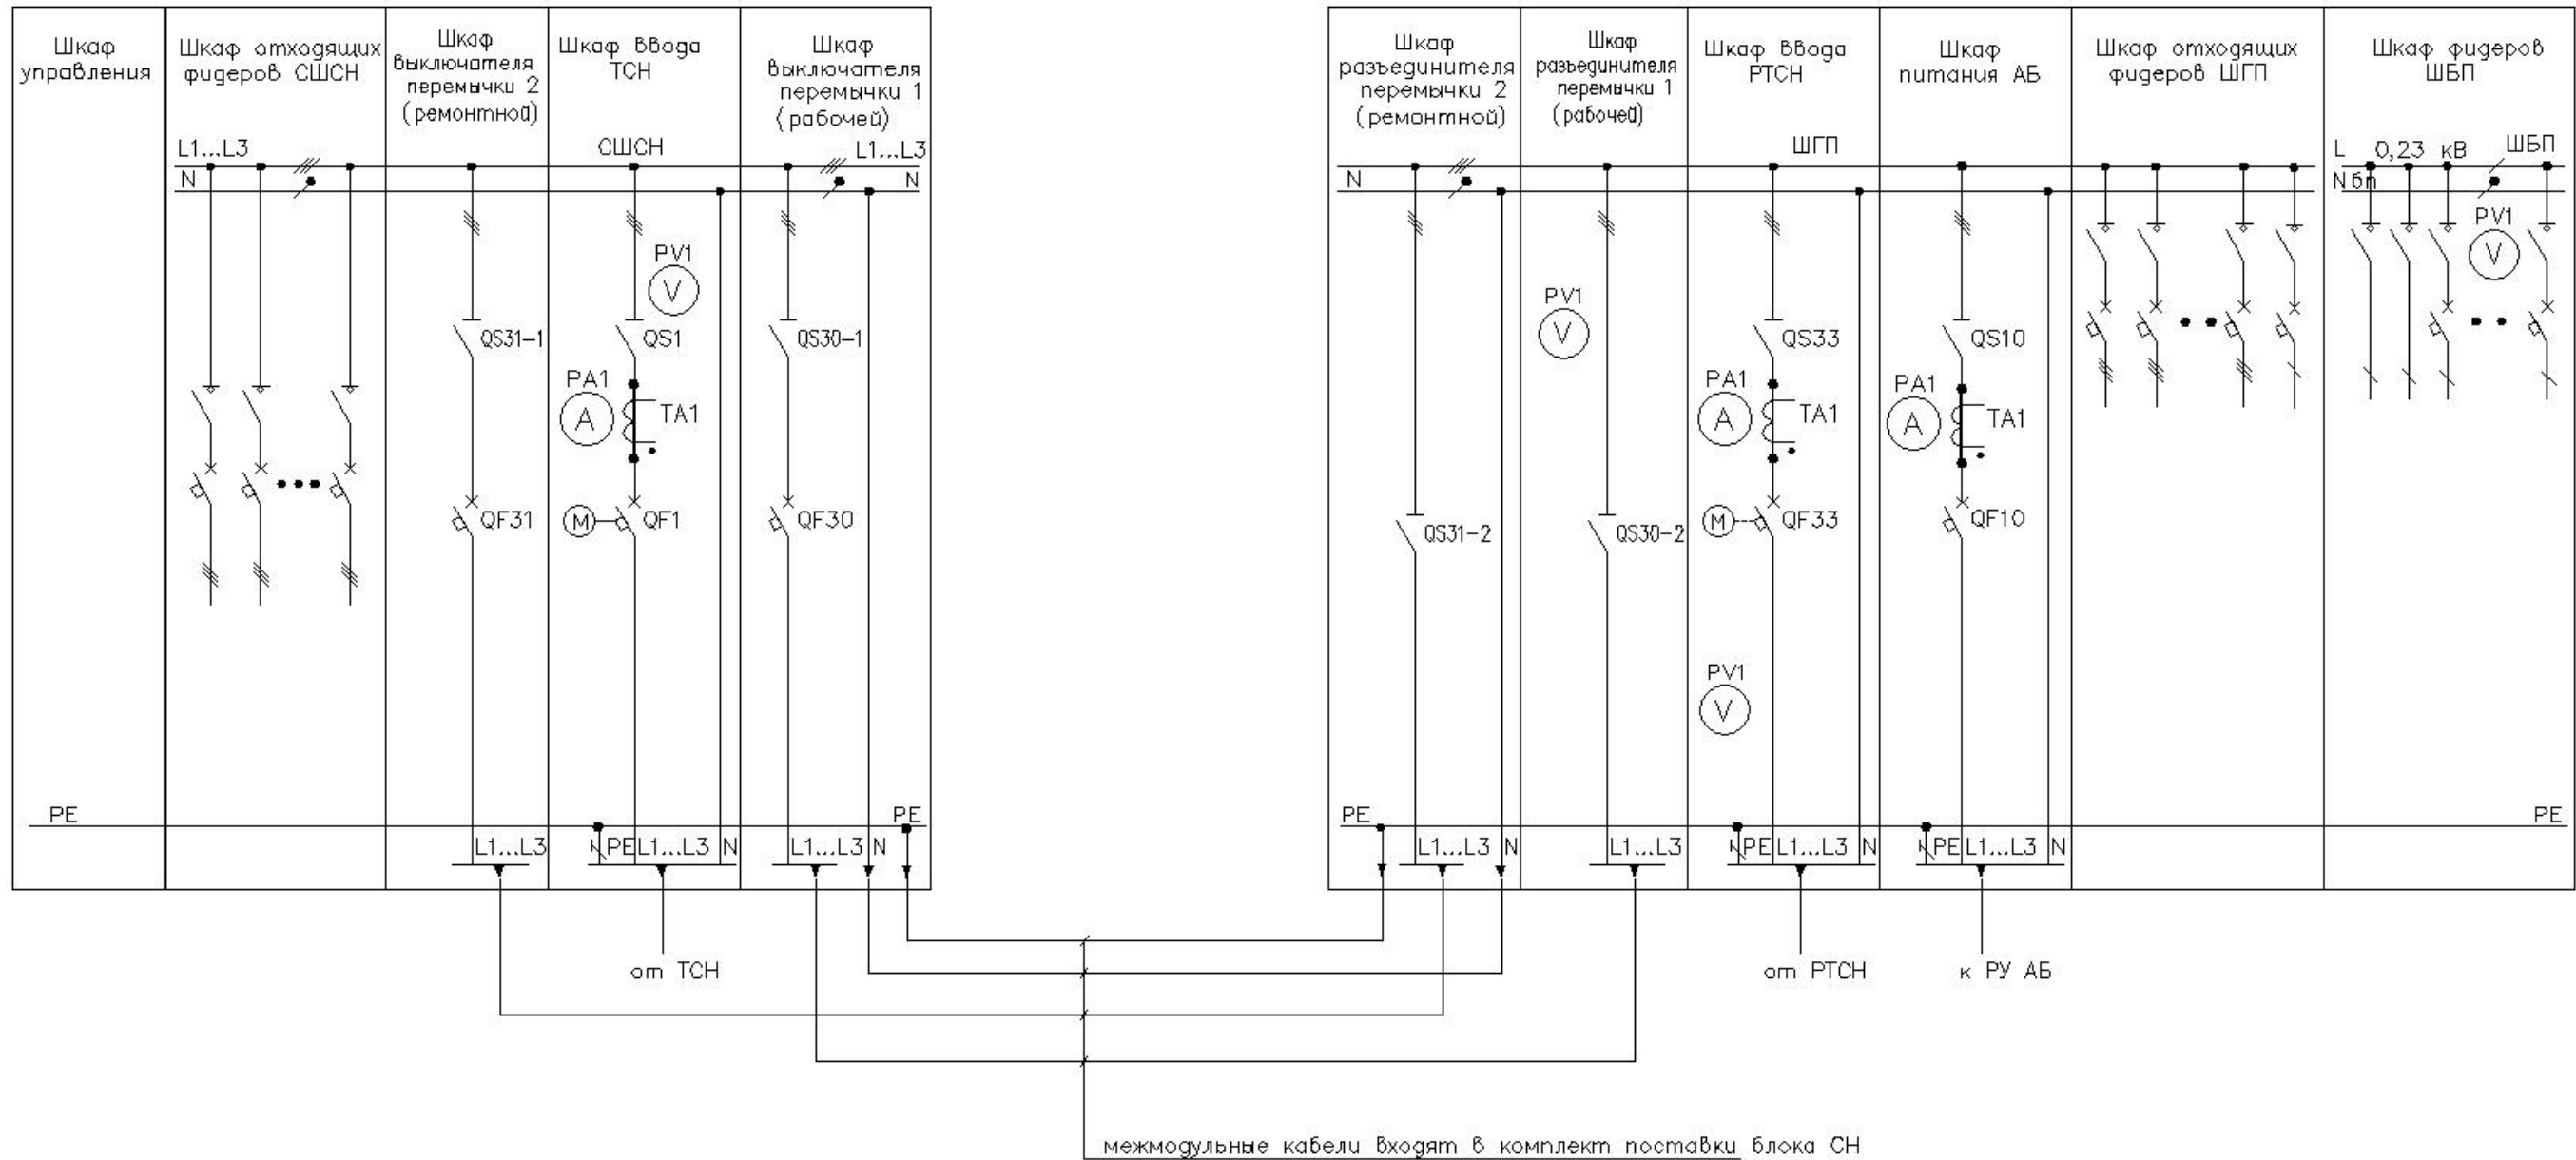 Шкаф
управления
Шкаф отходящих
фидеров СШСН
Шкаф
выключателя
перемычки 2
(ремонтной)
Шкаф ввода
ТСН
Шкаф
выключателя
перемычки 1
(рабочей)
L1...L3
N
СШСН
L1...L3
N
PV1
V
QS31-1
QS1
QS30-1
PA1
A
TA1
QF31
M
QF1
QF30
PE
PE
L1...L3
PE
L1...L3
N
L1...L3
N
от ТСН
Шкаф
разъединителя
перемычки 2
(ремонтной)
Шкаф
разъединителя
перемычки 1
(рабочей)
Шкаф ввода
РТСН
Шкаф
питания АБ
Шкаф отходящих
фидеров ШГП
Шкаф фидеров
ШБП
N
ШГП
L 0,23 кВ ШБП
Nбп
PV1
V
PV1
V
QS33
QS10
PA1
A
TA1
PA1
A
TA1
QS31-2
QS30-2
M
QF33
QF10
PV1
V
PE
PE
L1...L3
N
L1...L3
PE
L1...L3
N
PE
L1...L3
N
от РТСН
к РУ АБ
межмодульные кабели входят в комплект поставки блока СН